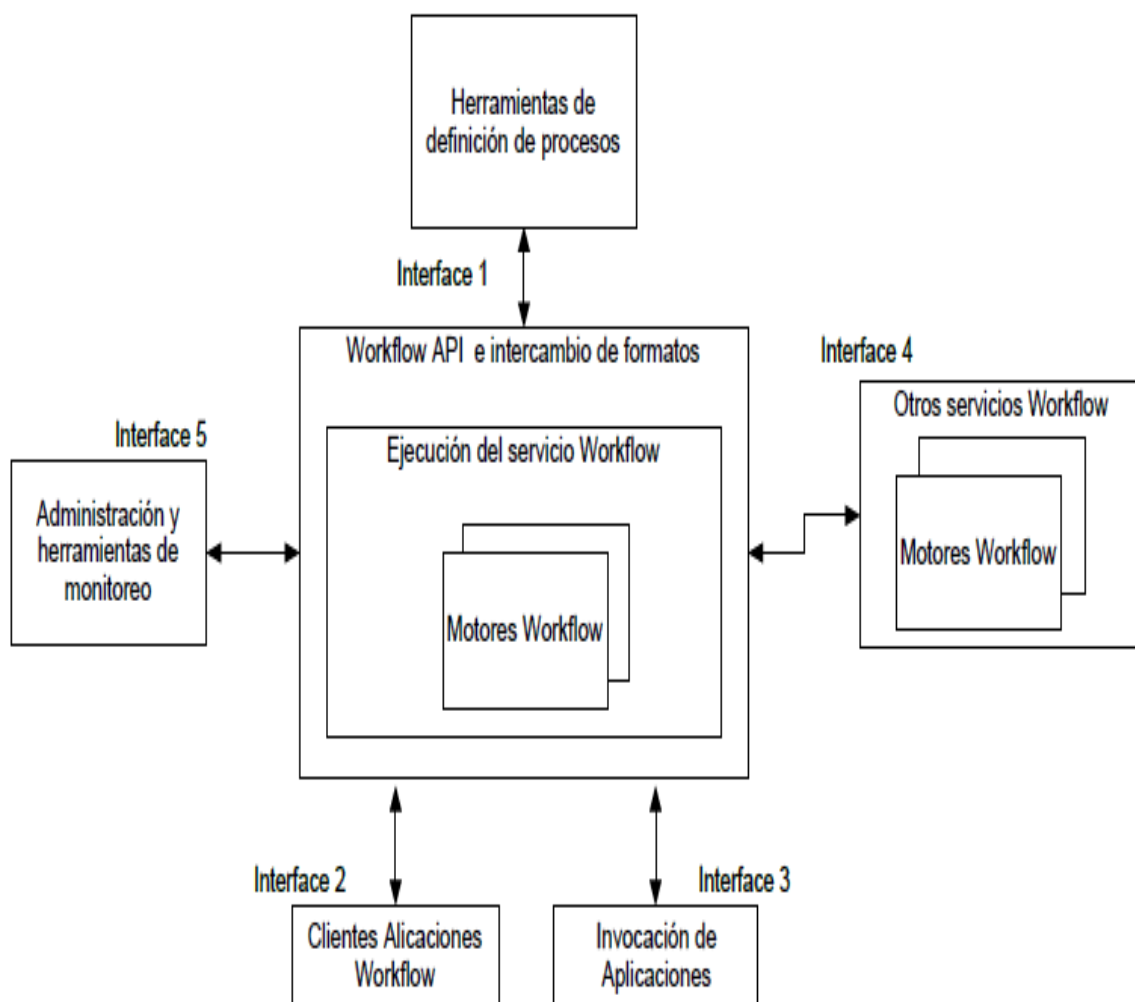 Herramientas de
definición de procesos
Interface 1
Workflow API e intercambio de formatos
Interface 4
Otros servicios Workflow
Interface 5
Ejecución del servicio Workflow
Administración y
herramientas de
monitoreo
Motores Workflow
Motores Workflow
Interface 2
Interface 3
Clientes Alicaciones
Workflow
Invocación de
Aplicaciones